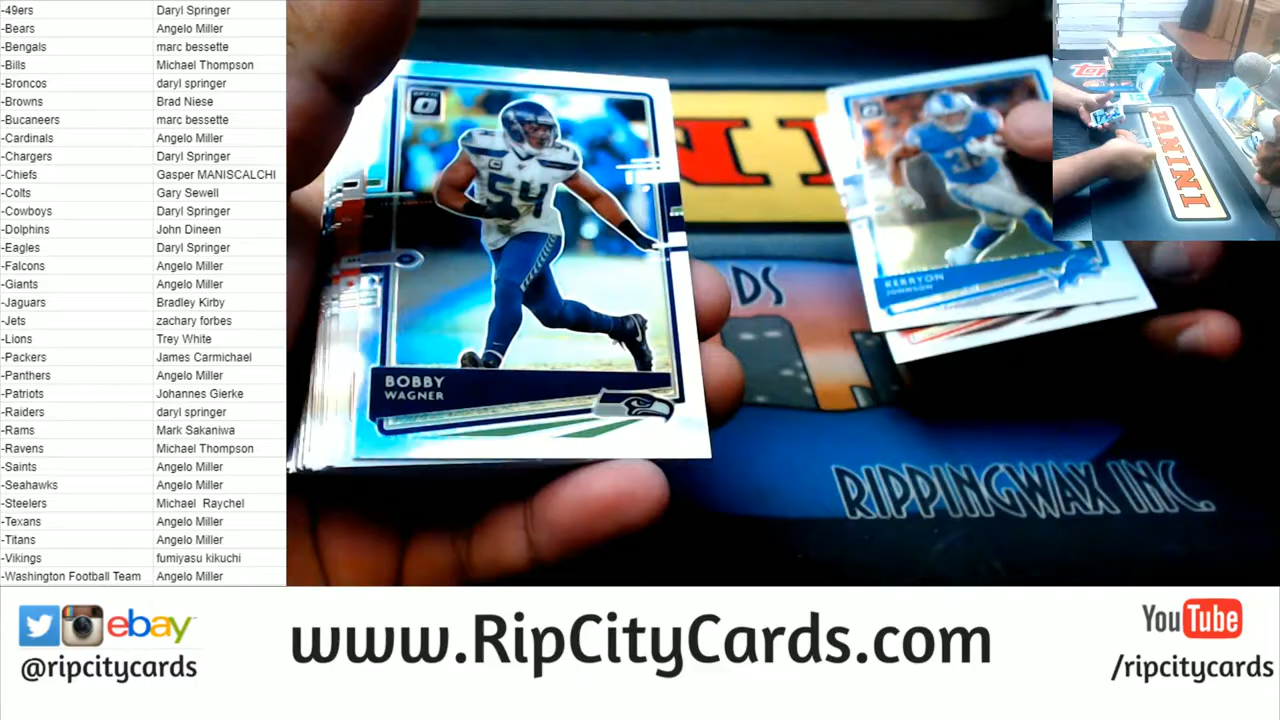 -49ers Daryl Springer
-Bears Angelo Miller
-Bengals marc bessette
-Bills Michael Thompson
-Broncos daryl springer
-Browns Brad Niese
-Bucaneers marc bessette
-Cardinals Angelo Miller
-Chargers Daryl Springer
-Chiefs Gasper MANISCALCHI
-Colts Gary Sewell
-Cowboys Daryl Springer
-Dolphins John Dineen
-Eagles Daryl Springer
-Falcons Angelo Miller
-Giants Angelo Miller
-Jaguars Bradley Kirby
-Jets zachary forbes
-Lions Trey White
-Packers James Carmichael
-Panthers Angelo Miller
-Patriots Johannes Gierke
-Raiders daryl springer
-Rams Mark Sakaniwa
-Ravens Michael Thompson
-Saints Angelo Miller
-Seahawks Angelo Miller
-Steelers Michael Raychel
-Texans Angelo Miller
-Titans Angelo Miller
-Vikings fumiyasu kikuchi
-Washington Football Team Angelo Miller
OPTIC
54
BOBBY
WAGNER
KERRYON
JOHNSON
DS
RIPPINGWAX INC.
PANINI
ebay
@ripcitycards
www.RipCityCards.com
YouTube
/ripcitycards